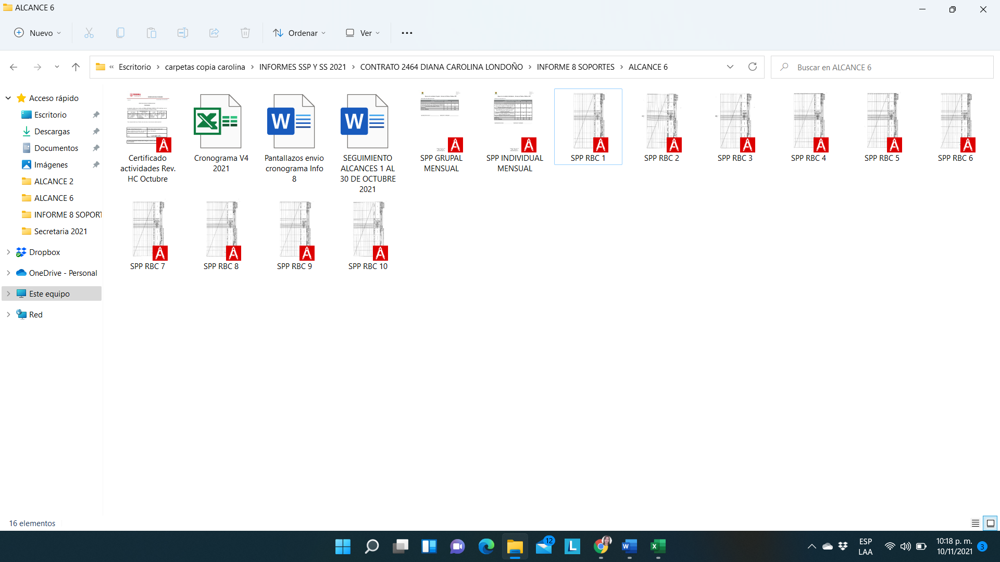 ALCANCE 6
Nuevo
Ordenar
Ver
« Escritorio > carpetas copia carolina > INFORMES SSP Y SS 2021 > CONTRATO 2464 DIANA CAROLINA LONDOÑO > INFORME 8 SOPORTES > ALCANCE 6
Buscar en ALCANCE 6
Acceso rápido
Escritorio
Descargas
Documentos
Imágenes
ALCANCE 2
ALCANCE 6
INFORME 8 SOPORT
Secretaria 2021
Dropbox
OneDrive - Personal
Este equipo
Red
Certificado
actividades Rev.
HC Octubre
Cronograma V4
2021
Pantallazos envio
cronograma Info
8
SEGUIMIENTO
ALCANCES 1 AL
30 DE OCTUBRE
2021
SPP GRUPAL
MENSUAL
SPP INDIVIDUAL
MENSUAL
SPP RBC 1
SPP RBC 2
SPP RBC 3
SPP RBC 4
SPP RBC 5
SPP RBC 6
SPP RBC 7
SPP RBC 8
SPP RBC 9
SPP RBC 10
16 elementos
12
ESP
LAA
10:18 p. m.
10/11/2021
3